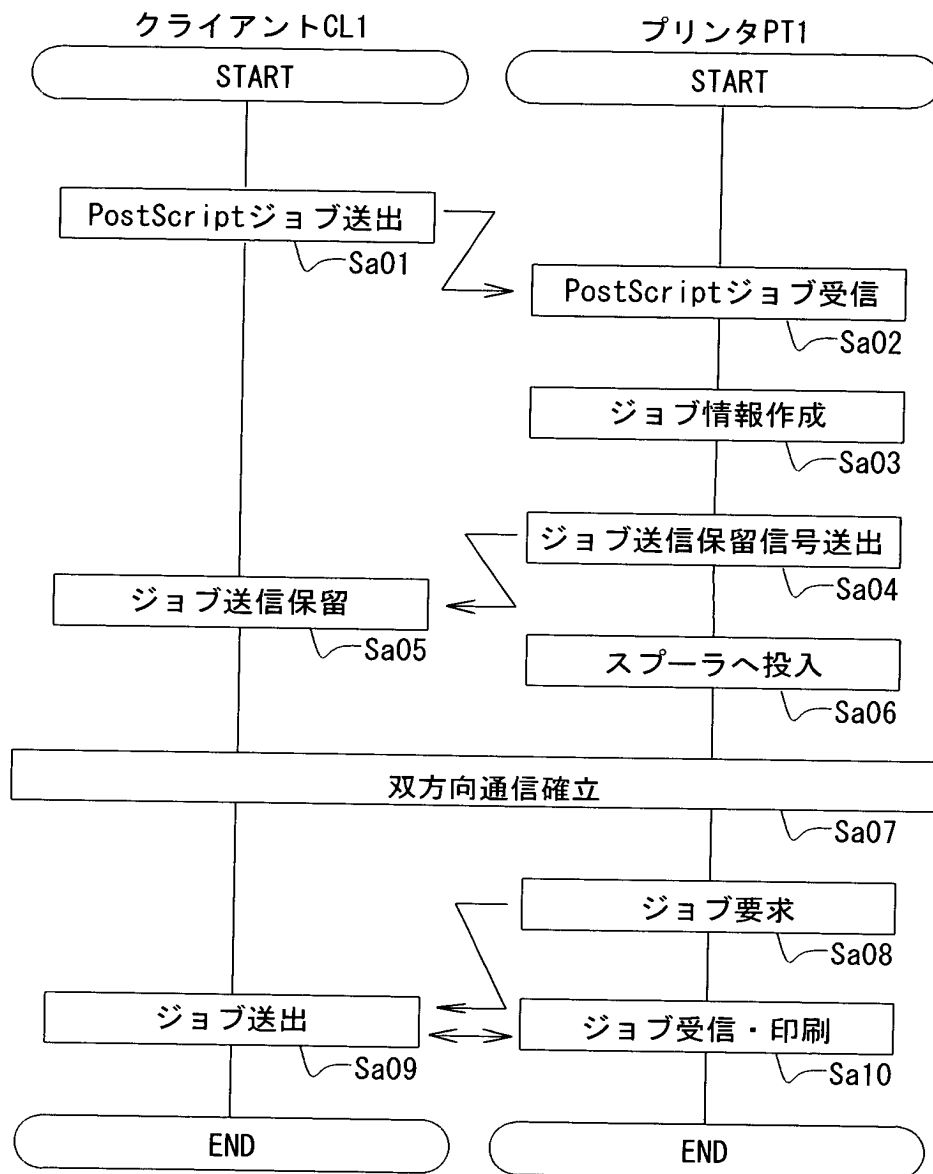 クライアントCL1
プリンタPT1
START
START
PostScriptジョブ送出
Sa01
PostScriptジョブ受信
Sa02
ジョブ情報作成
Sa03
ジョブ送信保留信号送出
Sa04
ジョブ送信保留
Sa05
スプーラへ投入
Sa06
双方向通信確立
Sa07
ジョブ要求
Sa08
ジョブ送出
Sa09
ジョブ受信・印刷
Sa10
END
END